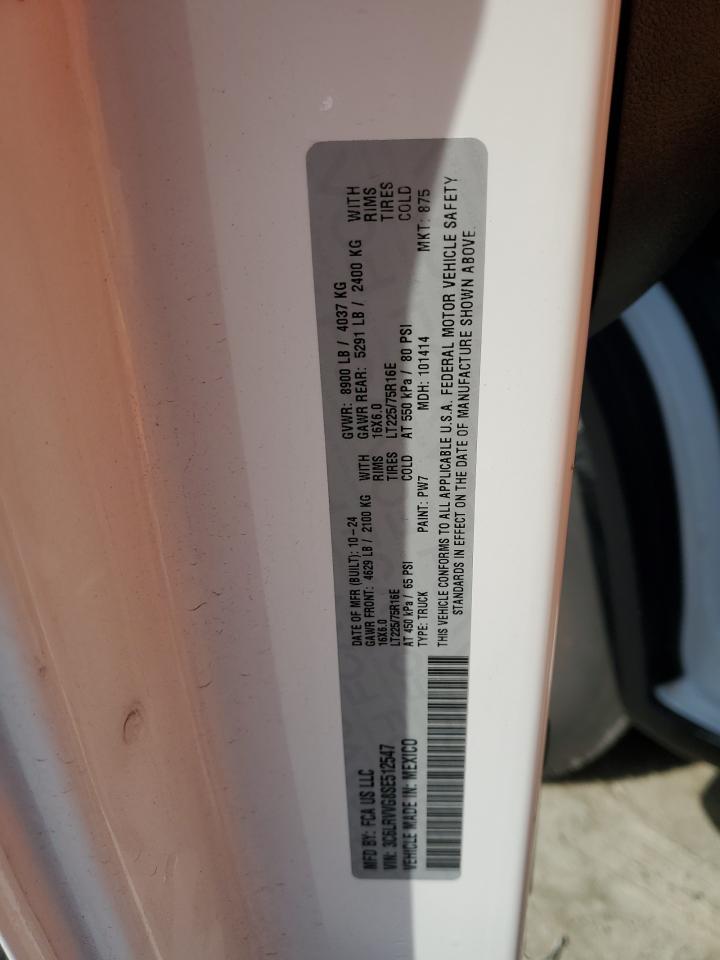 MFD BY: FCA US LLC
VIN: 3C6LRVVG8SE512547
VEHICLE MADE IN: MEXICO
DATE OF MFR (BUILT): 10-24
GAWR FRONT: 4629 LB / 2100 KG WITH
16X6.0 RIMS
LT225/75R16E TIRES
AT 450 kPa / 65 PSI COLD
GVWR: 8900 LB / 4037 KG
GAWR REAR: 5291 LB / 2400 KG WITH
16X6.0 RIMS
LT225/75R16E TIRES
AT 550 kPa / 80 PSI COLD
TYPE: TRUCK PAINT: PW7 MDH: 101414 MKT: 875
THIS VEHICLE CONFORMS TO ALL APPLICABLE U.S.A. FEDERAL MOTOR VEHICLE SAFETY
STANDARDS IN EFFECT ON THE DATE OF MANUFACTURE SHOWN ABOVE.